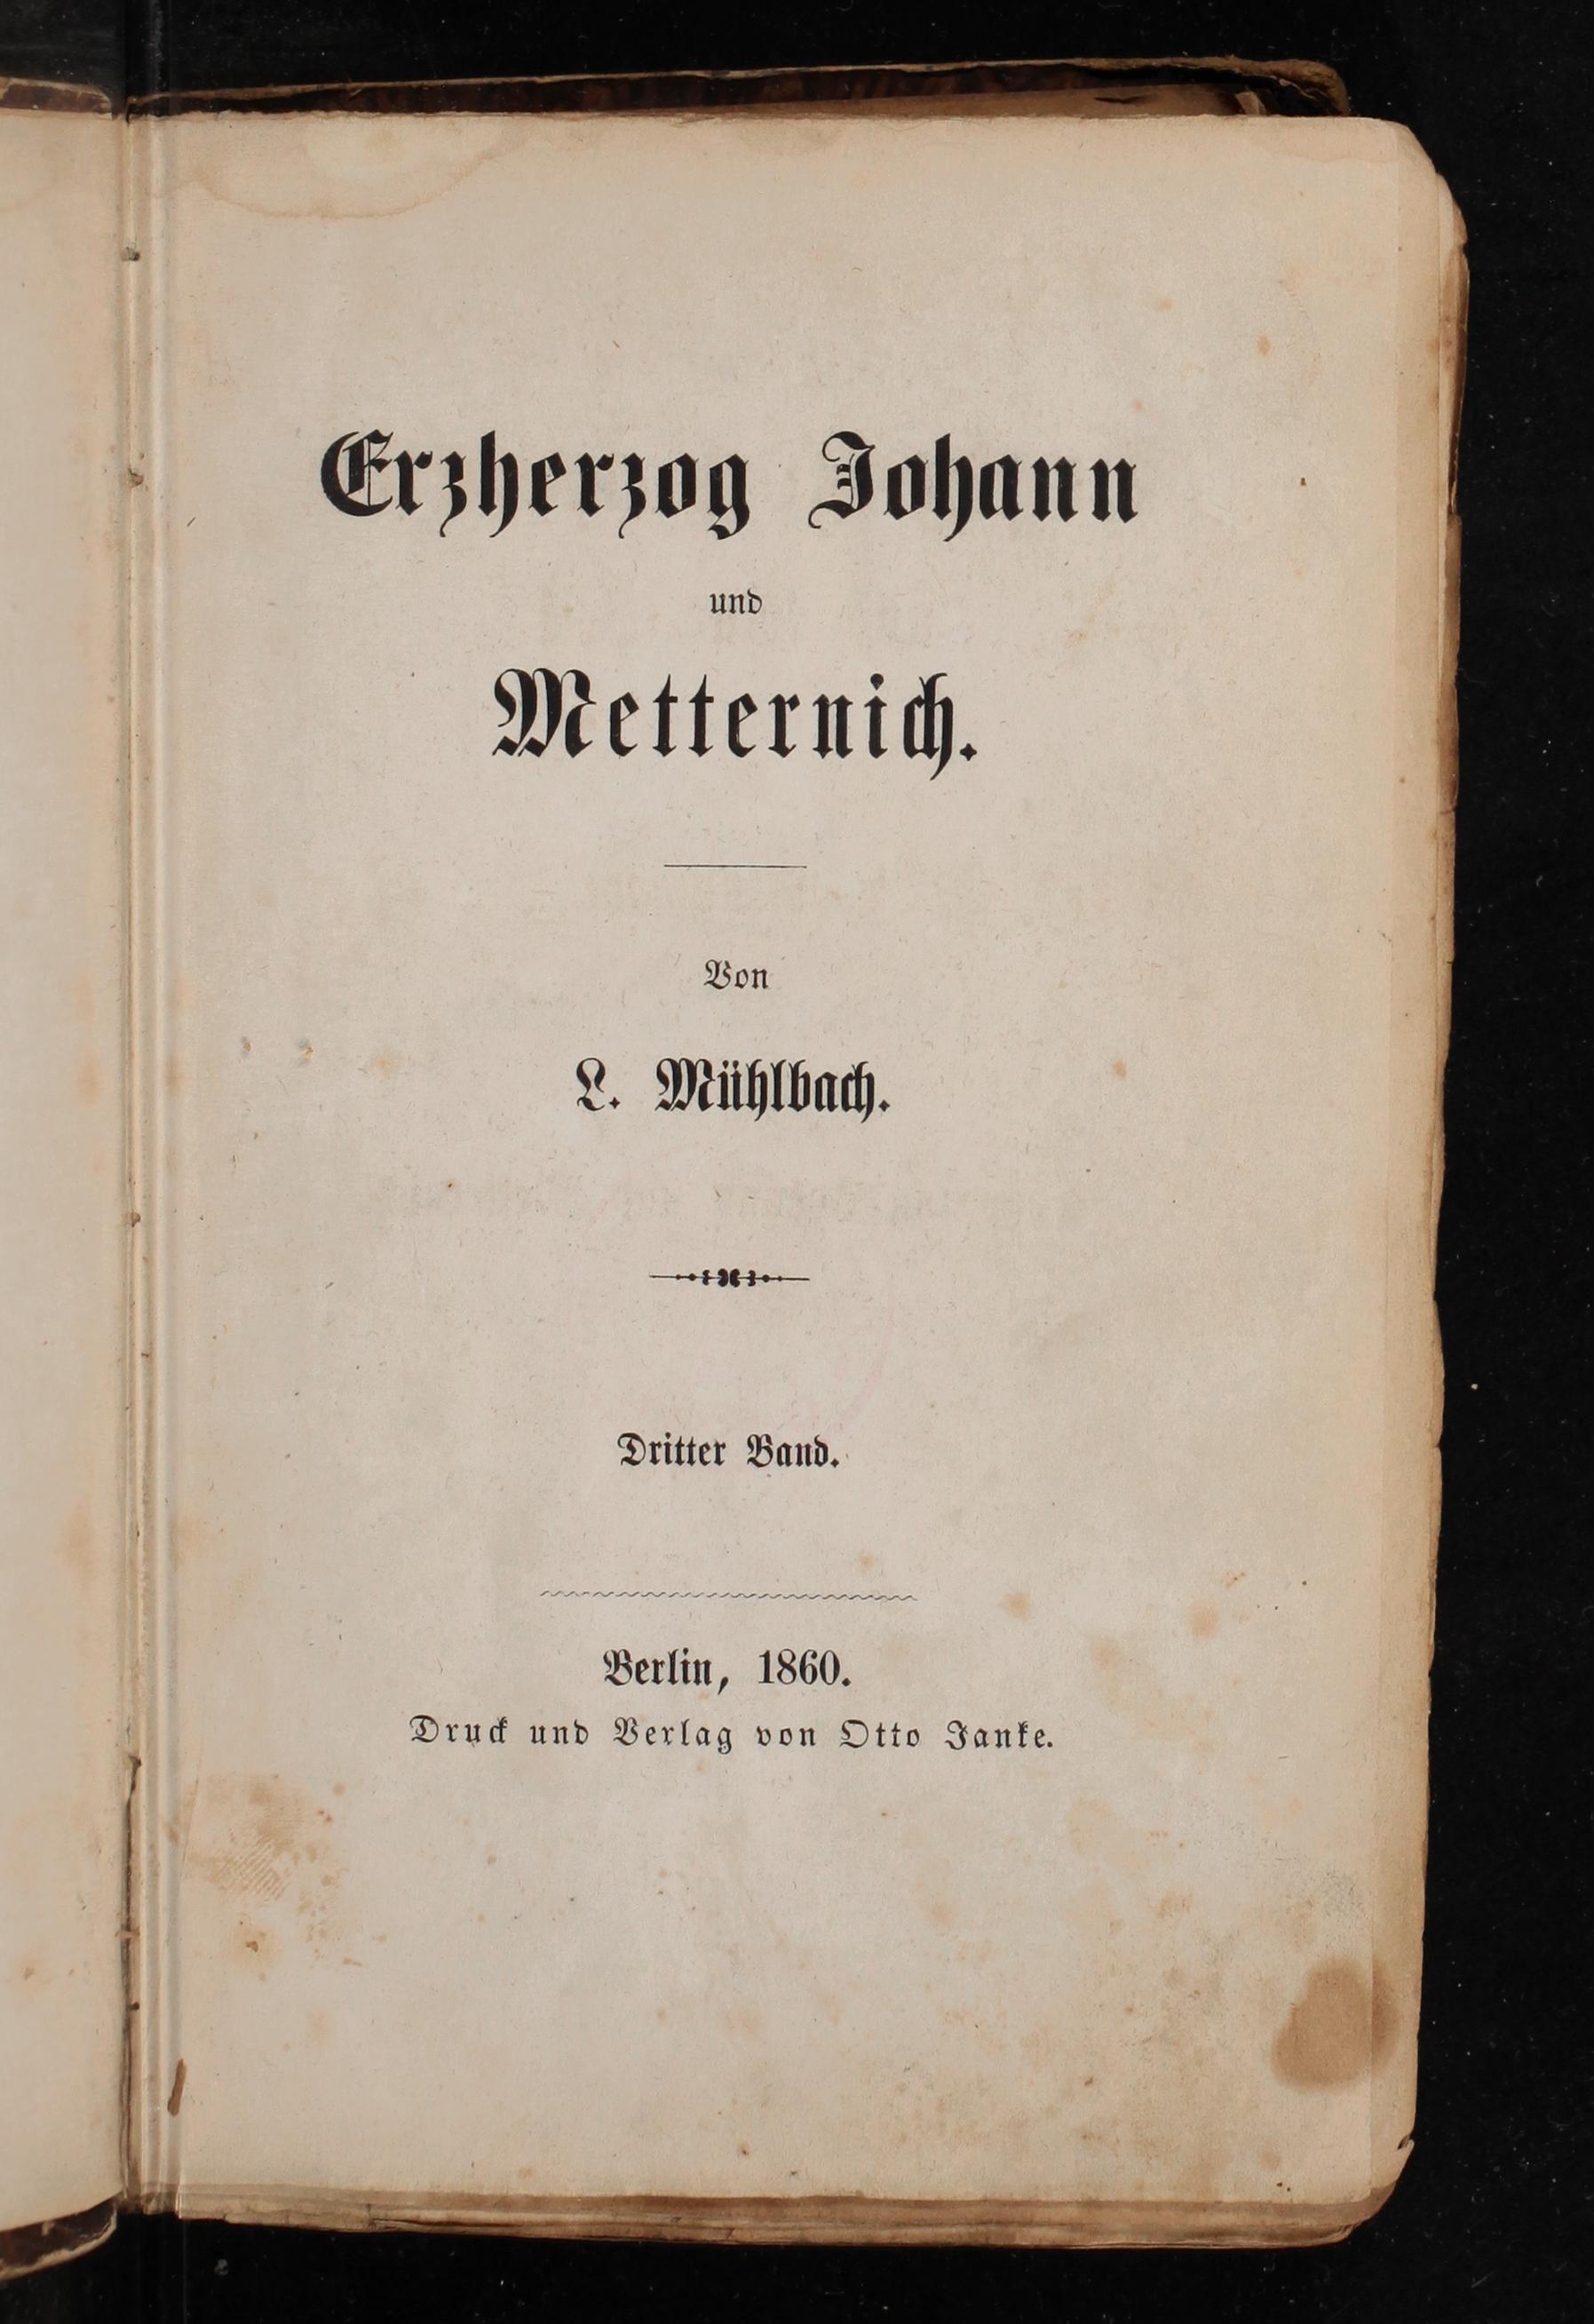 Erzherzog Johann
und
Metternich.
Von
L. Mühlbach.
Dritter Band.
Berlin, 1860.
Druck und Verlag von Otto Janke.